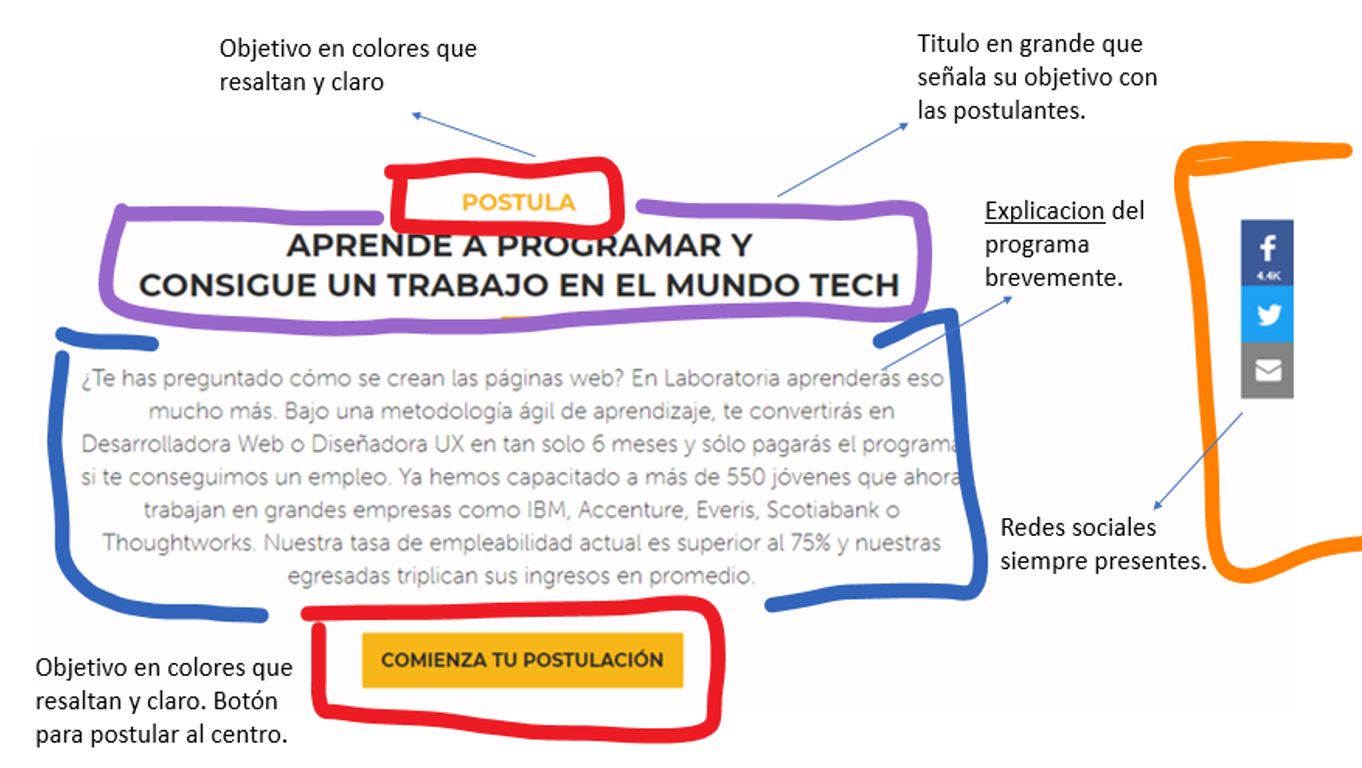 Objetivo en colores que
resaltan y claro
Titulo en grande que
señala su objetivo con
las postulantes.
POSTULA
APRENDE A PROGRAMAR Y
CONSIGUE UN TRABAJO EN EL MUNDO TECH
Explicacion del
programa
brevemente.
4.4K
¿Te has preguntado cómo se crean las páginas web? En Laboratoria aprenderás eso
mucho más. Bajo una metodología ágil de aprendizaje, te convertirás en
Desarrolladora Web o Diseñadora UX en tan solo 6 meses y sólo pagarás el programa
si te conseguimos un empleo. Ya hemos capacitado a más de 550 jóvenes que ahora
trabajan en grandes empresas como IBM, Accenture, Everis, Scotiabank o
Thoughtworks. Nuestra tasa de empleabilidad actual es superior al 75% y nuestras
egresadas triplican sus ingresos en promedio.
Redes sociales
siempre presentes.
COMIENZA TU POSTULACIÓN
Objetivo en colores que
resaltan y claro. Botón
para postular al centro.